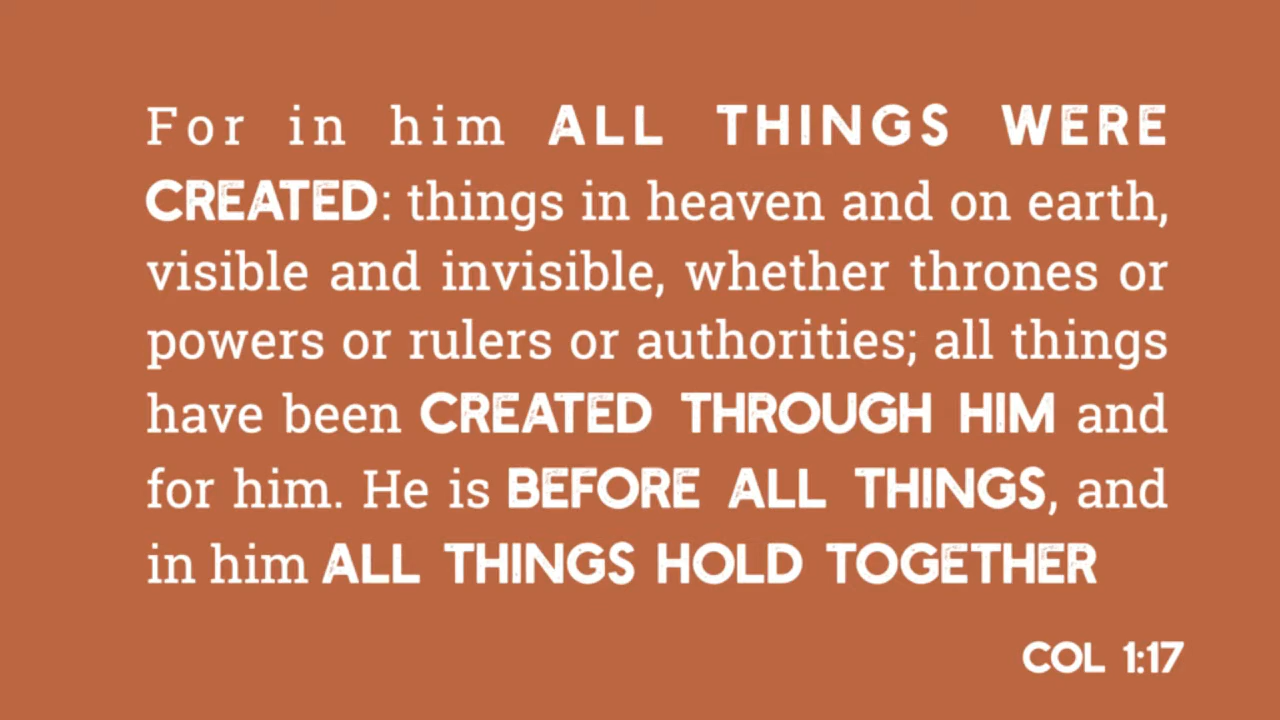 For in him ALL THINGS WERE
CREATED: things in heaven and on earth,
visible and invisible, whether thrones or
powers or rulers or authorities; all things
have been CREATED THROUGH HIM and
for him. He is BEFORE ALL THINGS, and
in him ALL THINGS HOLD TOGETHER
COL 1:17